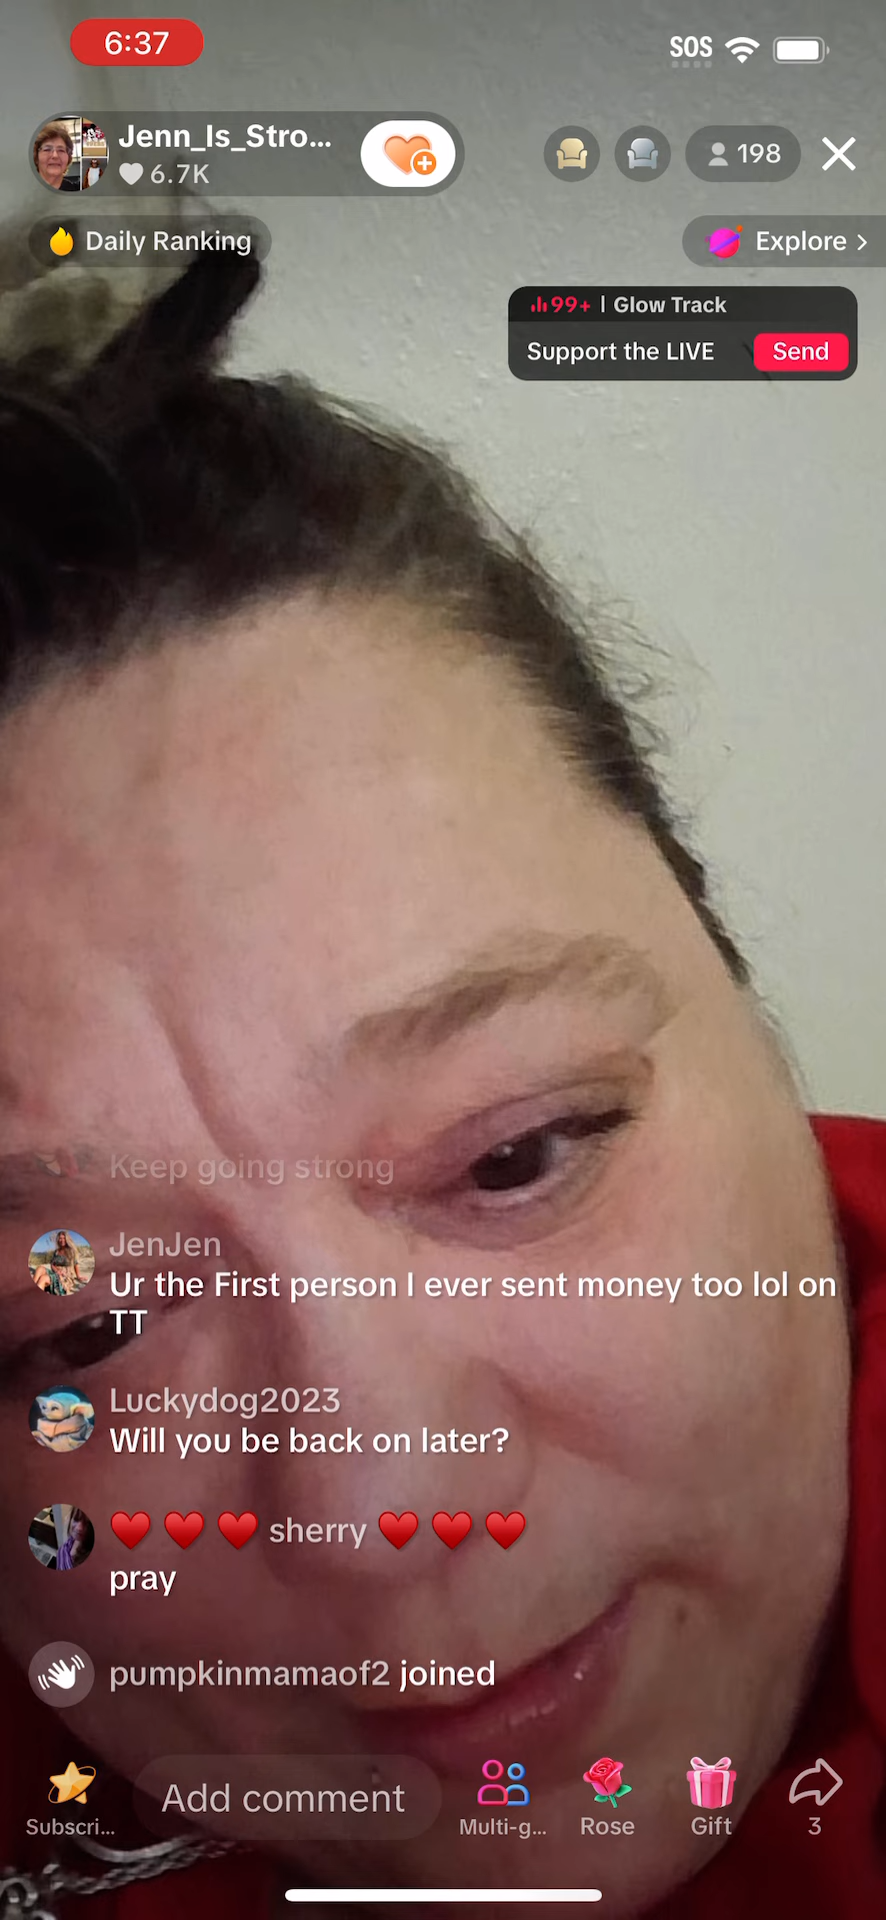 6:37
SOS
Jenn_Is_Stro...
6.7K
198
Daily Ranking
Explore >
99+ | Glow Track
Support the LIVE
Send
Keep going strong
JenJen
Ur the First person I ever sent money too lol on
TT
Luckydog2023
Will you be back on later?
♥️ ♥️ ♥️ sherry ♥️ ♥️ ♥️
pray
pumpkinmamaof2 joined
Add comment
Subscri...
Multi-g...
Rose
Gift
3